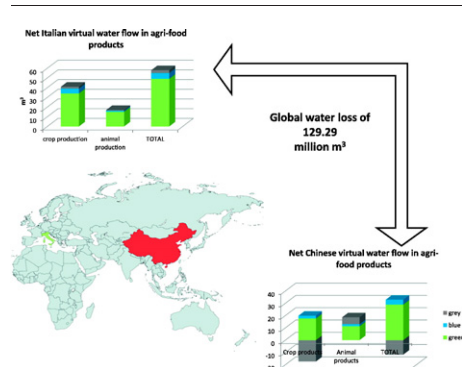 Net Italian virtual water flow in agri-food
products
60
50
40
30
20
10
0
m³
crop production
animal
production
TOTAL
Global water loss of
129.29
million m³
Net Chinese virtual water flow in agri-
food products
40
30
20
10
0
-10
Crop
Animal
products
TOTAL
grey
blue
green